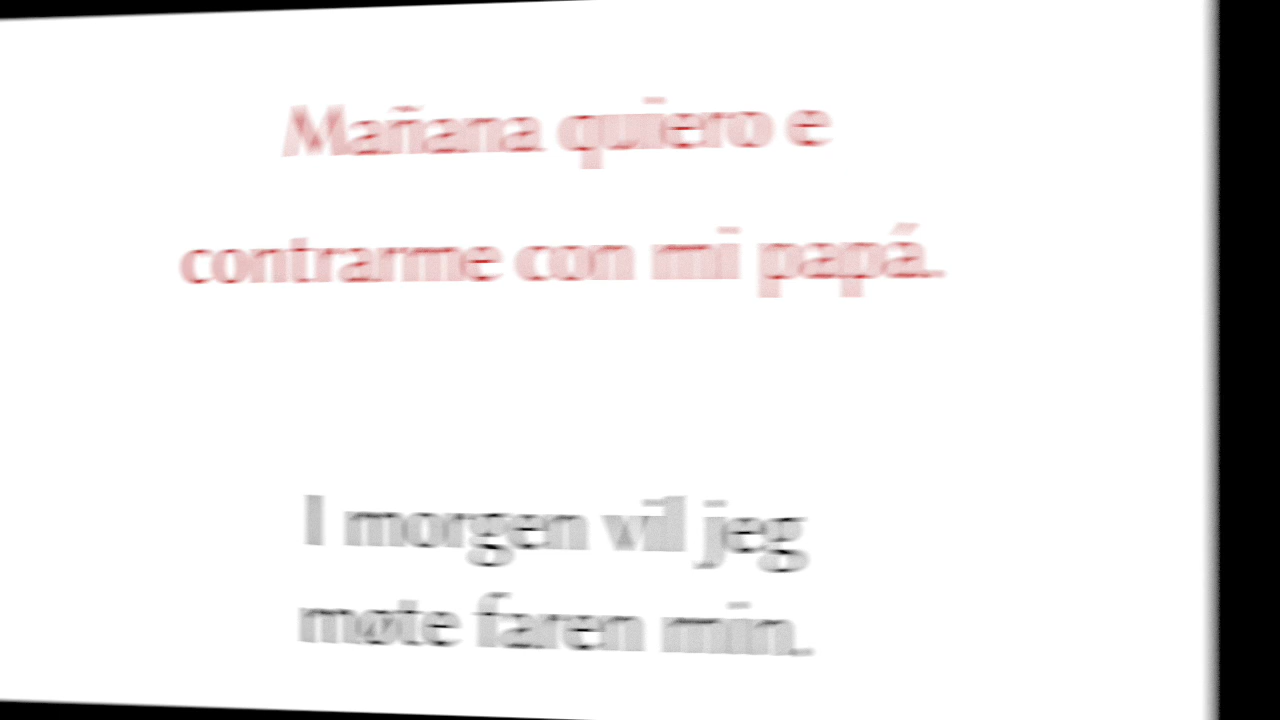 Mañana quiero e
contrarme con mi papá.
I morgen vil jeg
møte faren min.